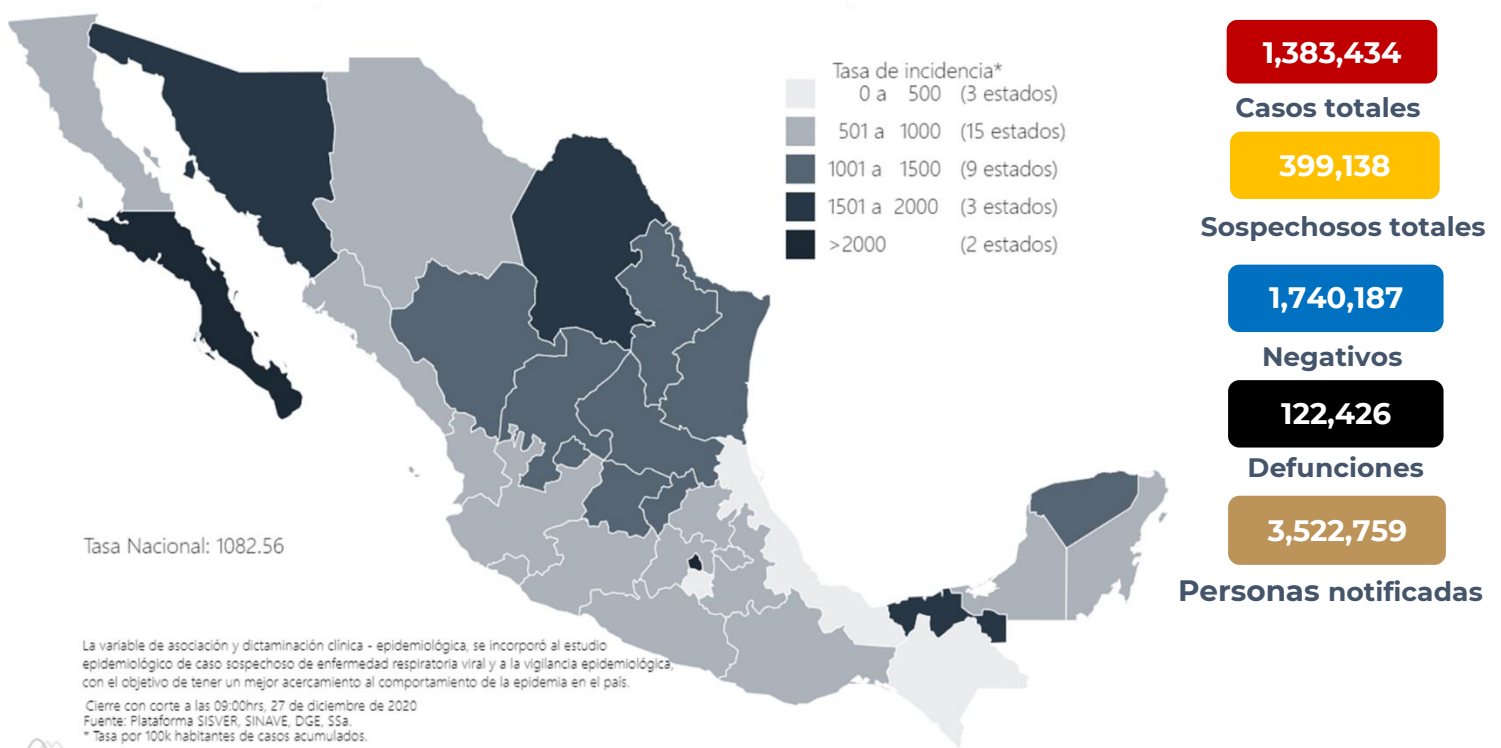 Tasa de incidencia*
0 a 500 (3 estados)
501 a 1000 (15 estados)
1001 a 1500 (9 estados)
1501 a 2000 (3 estados)
>2000 (2 estados)
Tasa Nacional: 1082.56
La variable de asociación y dictaminación clínica - epidemiológica, se incorporó al estudio
epidemiológico de caso sospechoso de enfermedad respiratoria viral y a la vigilancia epidemiológica,
con el objetivo de tener un mejor acercamiento al comportamiento de la epidemia en el país.
Cierre con corte a las 09:00hrs, 27 de diciembre de 2020
Fuente: Plataforma SISVER, SINAVE, DGE, SSa.
* Tasa por 100k habitantes de casos acumulados.
1,383,434
Casos totales
399,138
Sospechosos totales
1,740,187
Negativos
122,426
Defunciones
3,522,759
Personas notificadas